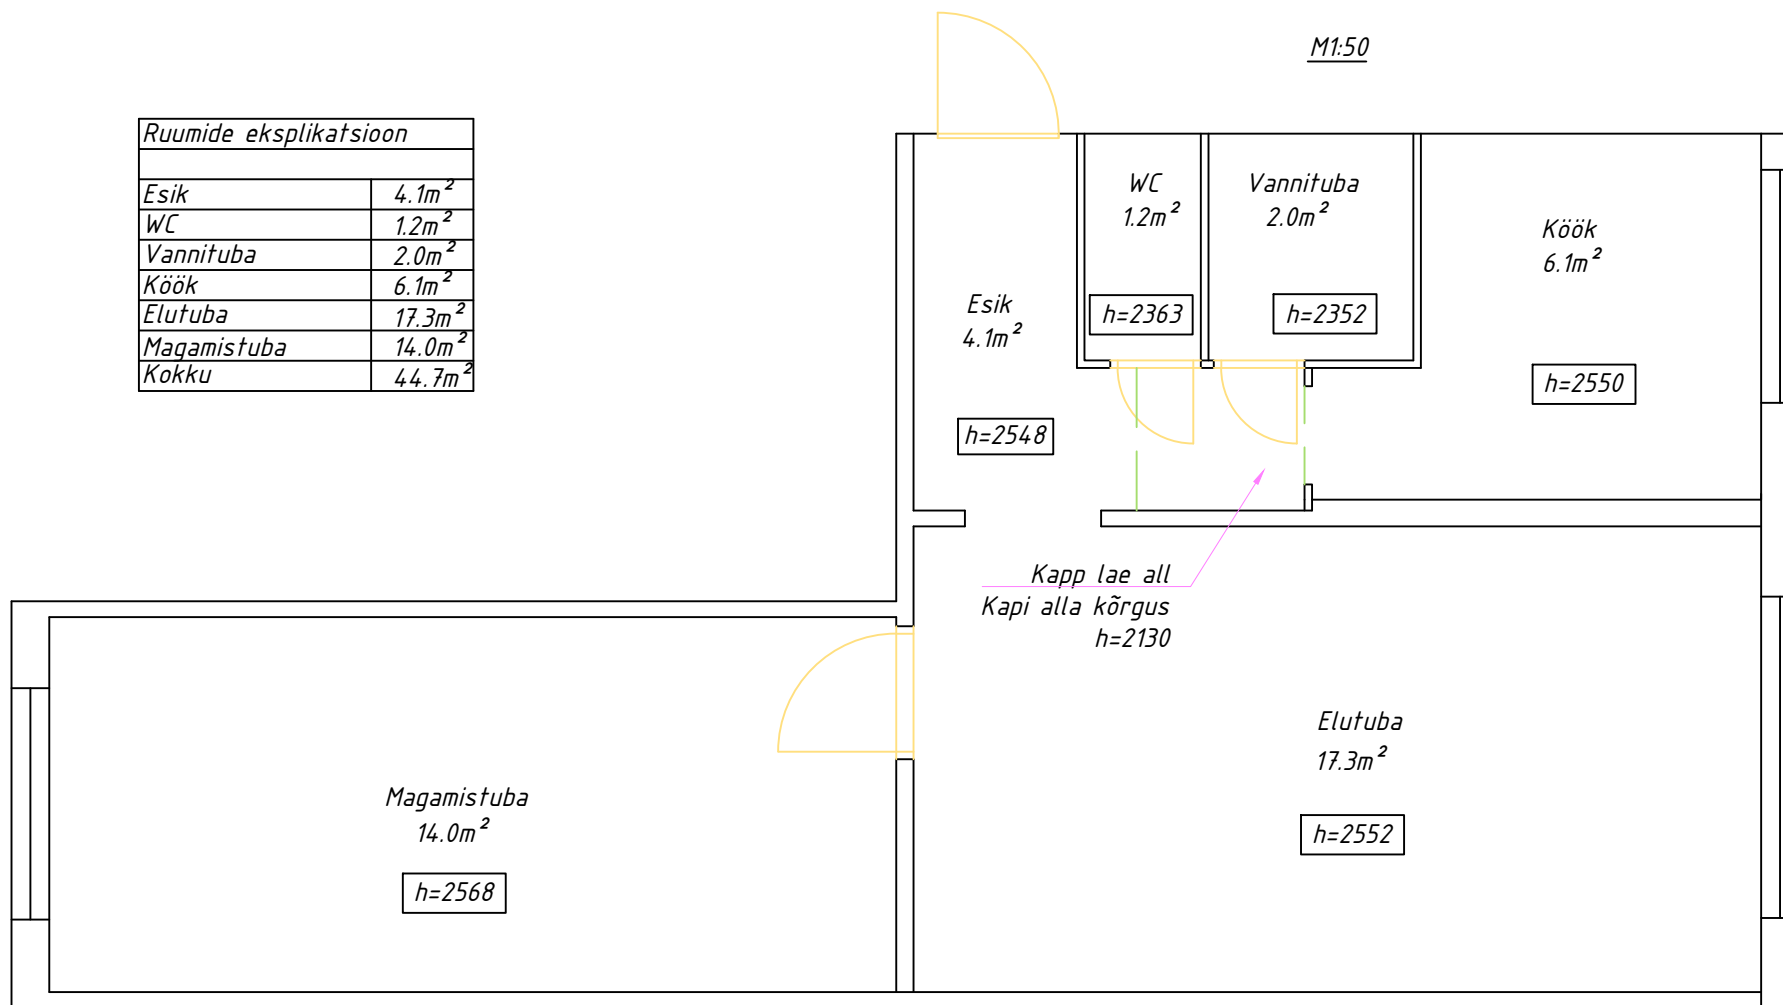 M1:50
Ruumide eksplikatsioon
Esik 4.1m²
WC 1.2m²
Vannituba 2.0m²
Köök 6.1m²
Elutuba 17.3m²
Magamistuba 14.0m²
Kokku 44.7m²
WC
1.2m²
h=2363
Vannituba
2.0m²
h=2352
Köök
6.1m²
h=2550
Esik
4.1m²
h=2548
Kapp lae all
Kapi alla kõrgus
h=2130
Elutuba
17.3m²
h=2552
Magamistuba
14.0m²
h=2568